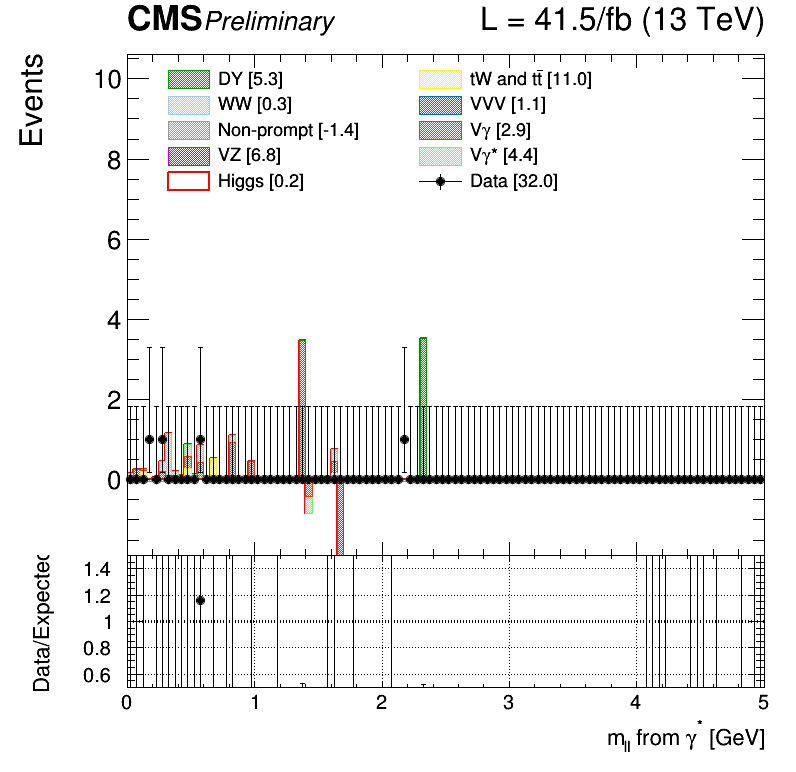 CMS Preliminary L = 41.5/fb (13 TeV)
Events
10
8
6
4
2
0
DY [5.3]
WW [0.3]
Non-prompt [-1.4]
VZ [6.8]
Higgs [0.2]
tW and tt̄ [11.0]
VVV [1.1]
Vγ [2.9]
Vγ* [4.4]
Data [32.0]
Data/Expected
1.4
1.2
1
0.8
0.6
0 1 2 3 4 5
m_ll from γ* [GeV]